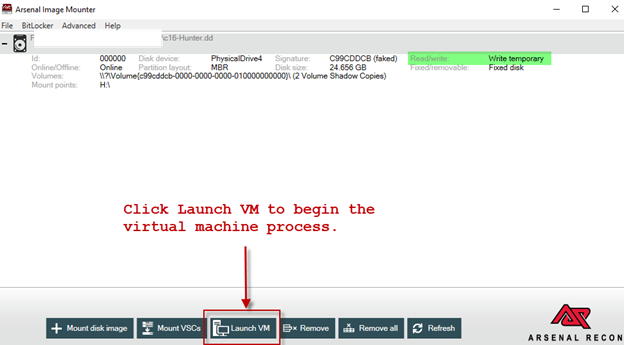 Arsenal Image Mounter
File BitLocker Advanced Help
c16-Hunter.dd
Id: 000000 Disk device: PhysicalDrive4 Signature: C99CDDCB (faked) Read/write: Write temporary
Online/Offline: Online Partition layout: MBR Disk size: 24.656 GB Fixed/removable: Fixed disk
Volumes: \\?\Volume{c99cddcb-0000-0000-0000-010000000000}\ (2 Volume Shadow Copies)
Mount points: H:\
Click Launch VM to begin the
virtual machine process.
Mount disk image Mount VSCs Launch VM Remove Remove all Refresh
ARSENAL RECON